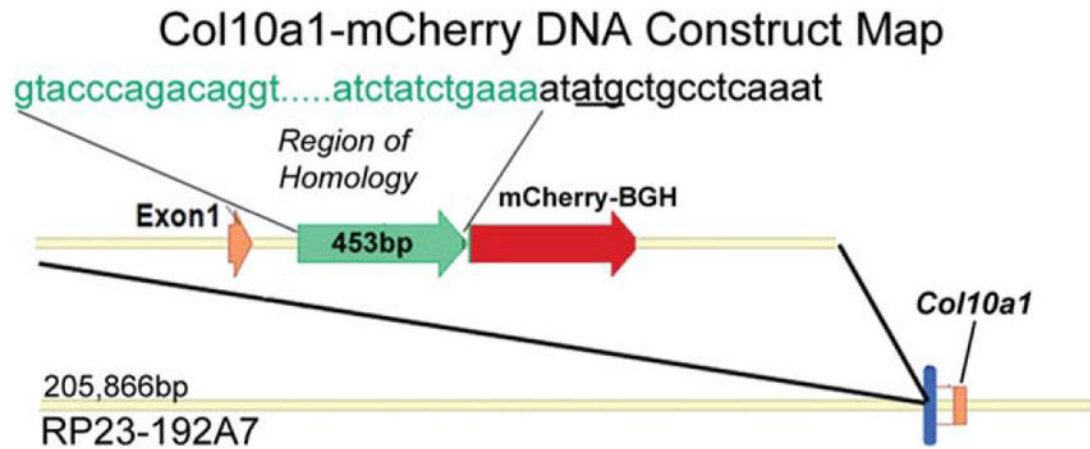 Col10a1-mCherry DNA Construct Map
gtacccagacaggt.....atctatctgaaaatatgctgcctcaaat
Region of
Homology
mCherry-BGH
Exon1
453bp
Col10a1
205,866bp
RP23-192A7